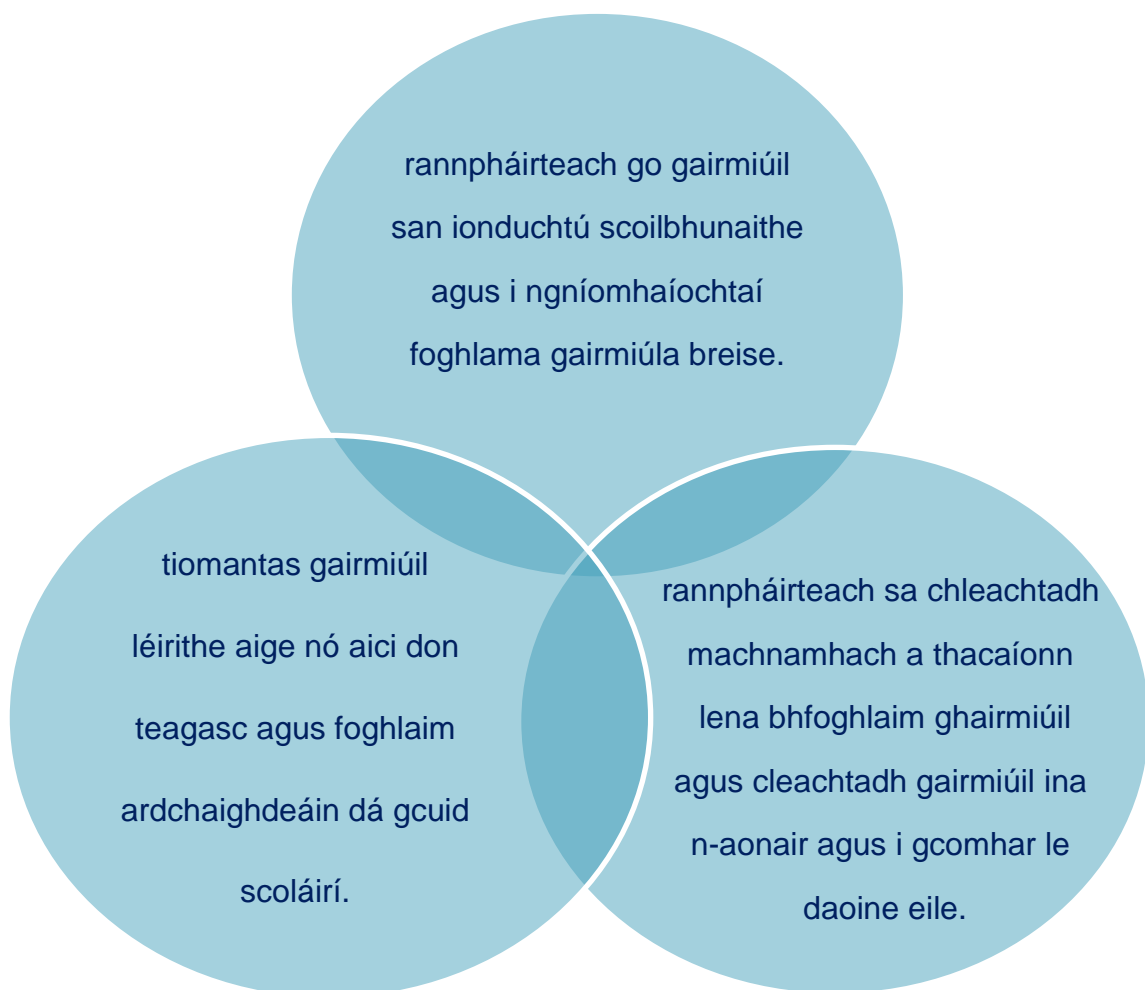 rannpháirteach go gairmiúil
san ionduchtú scoilbhunaithe
agus i ngníomhaíochtaí
foghlama gairmiúla breise.
tiomantas gairmiúil
léirithe aige nó aici don
teagasc agus foghlaim
ardchaighdeáin dá gcuid
scoláirí.
rannpháirteach sa chleachtadh
machnamhach a thacaíonn
lena bhfoghlaim ghairmiúil
agus cleachtadh gairmiúil ina
n-aonair agus i gcomhar le
daoine eile.